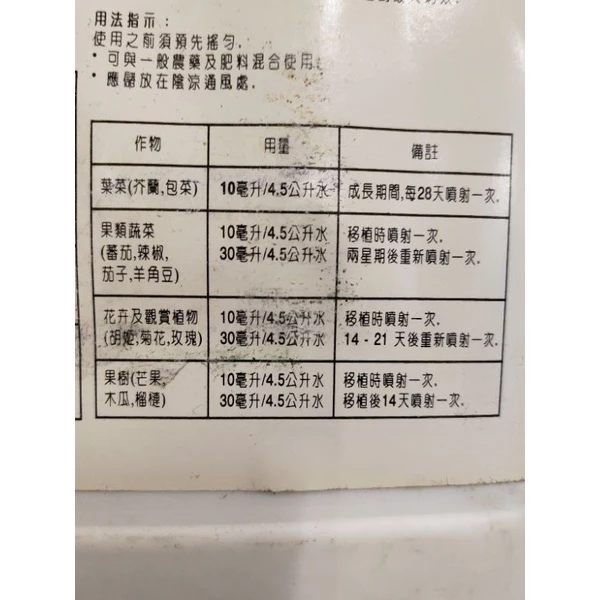 用法指示：
使用之前須預先搖勻.
• 可與一般農藥及肥料混合使用
• 應儲放在陰涼通風處.
作物 用量 備註
葉菜(芥蘭,包菜) 10毫升/4.5公升水 成長期間,每28天噴射一次.
果類蔬菜 10毫升/4.5公升水 移植時噴射一次.
(蕃茄,辣椒, 30毫升/4.5公升水 兩星期後重新噴射一次.
茄子,羊角豆)
花卉及觀賞植物 10毫升/4.5公升水 移植時噴射一次.
(胡姬,菊花,玫瑰) 30毫升/4.5公升水 14 - 21 天後重新噴射一次.
果樹(芒果, 10毫升/4.5公升水 移植時噴射一次.
木瓜,榴槤) 30毫升/4.5公升水 移植後14天噴射一次.